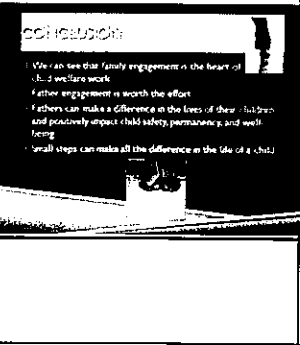 conclusion
We can see that family engagement is the heart of
child welfare work
Father engagement is worth the effort
Fathers can make a difference in the lives of their children
and positively impact child safety, permanency, and well-
being
Small steps can make all the difference in the life of a child